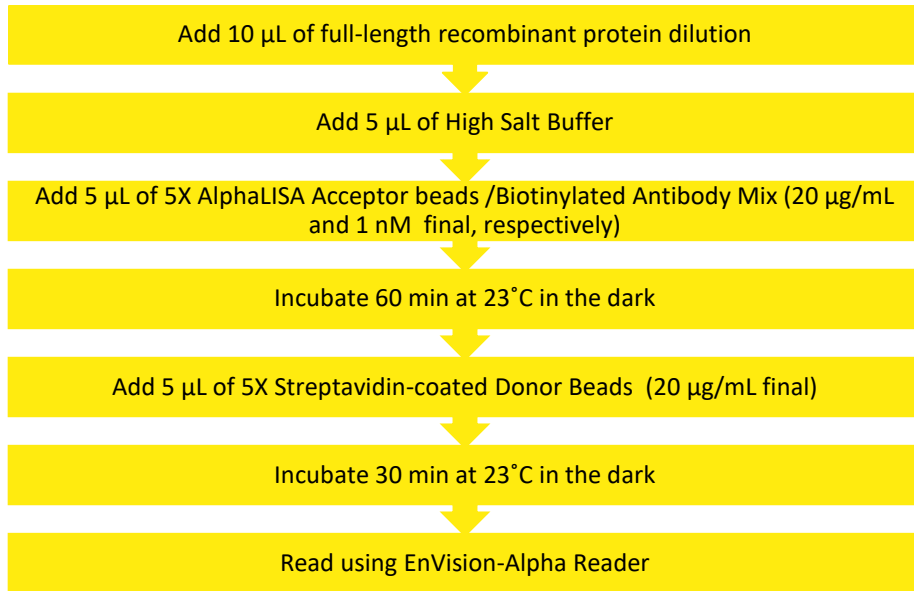 Add 10 µL of full-length recombinant protein dilution
Add 5 µL of High Salt Buffer
Add 5 µL of 5X AlphaLISA Acceptor beads /Biotinylated Antibody Mix (20 µg/mL
and 1 nM  final, respectively)
Incubate 60 min at 23˚C in the dark
Add 5 µL of 5X Streptavidin-coated Donor Beads  (20 µg/mL final)
Incubate 30 min at 23˚C in the dark
Read using EnVision-Alpha Reader